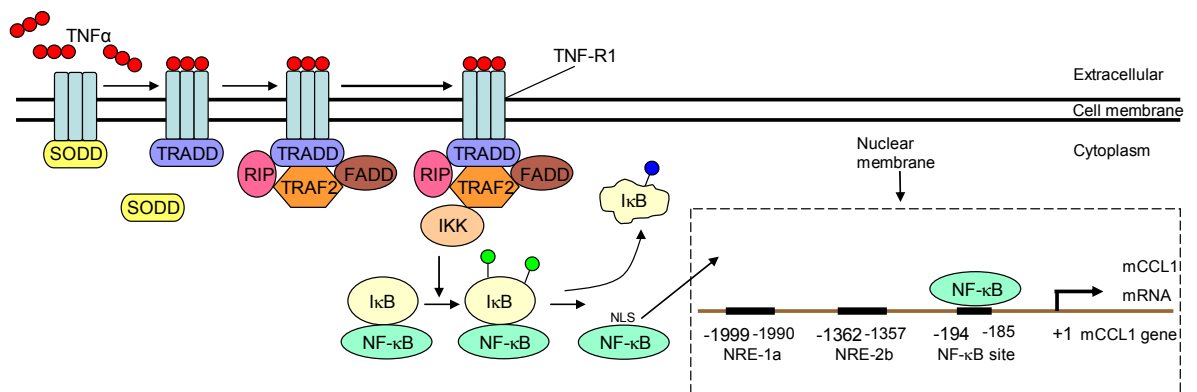 TNFα
TNF-R1
Extracellular
Cell membrane
Cytoplasm
SODD
TRADD
TRADD
TRADD
SODD
RIP
TRAF2
FADD
RIP
TRAF2
FADD
IKK
IκB
NF-κB
IκB
NF-κB
IκB
NLS
NF-κB
Nuclear
membrane
NF-κB
mCCL1
mRNA
-1999 -1990
NRE-1a
-1362 -1357
NRE-2b
-194 -185
NF-κB site
+1 mCCL1 gene